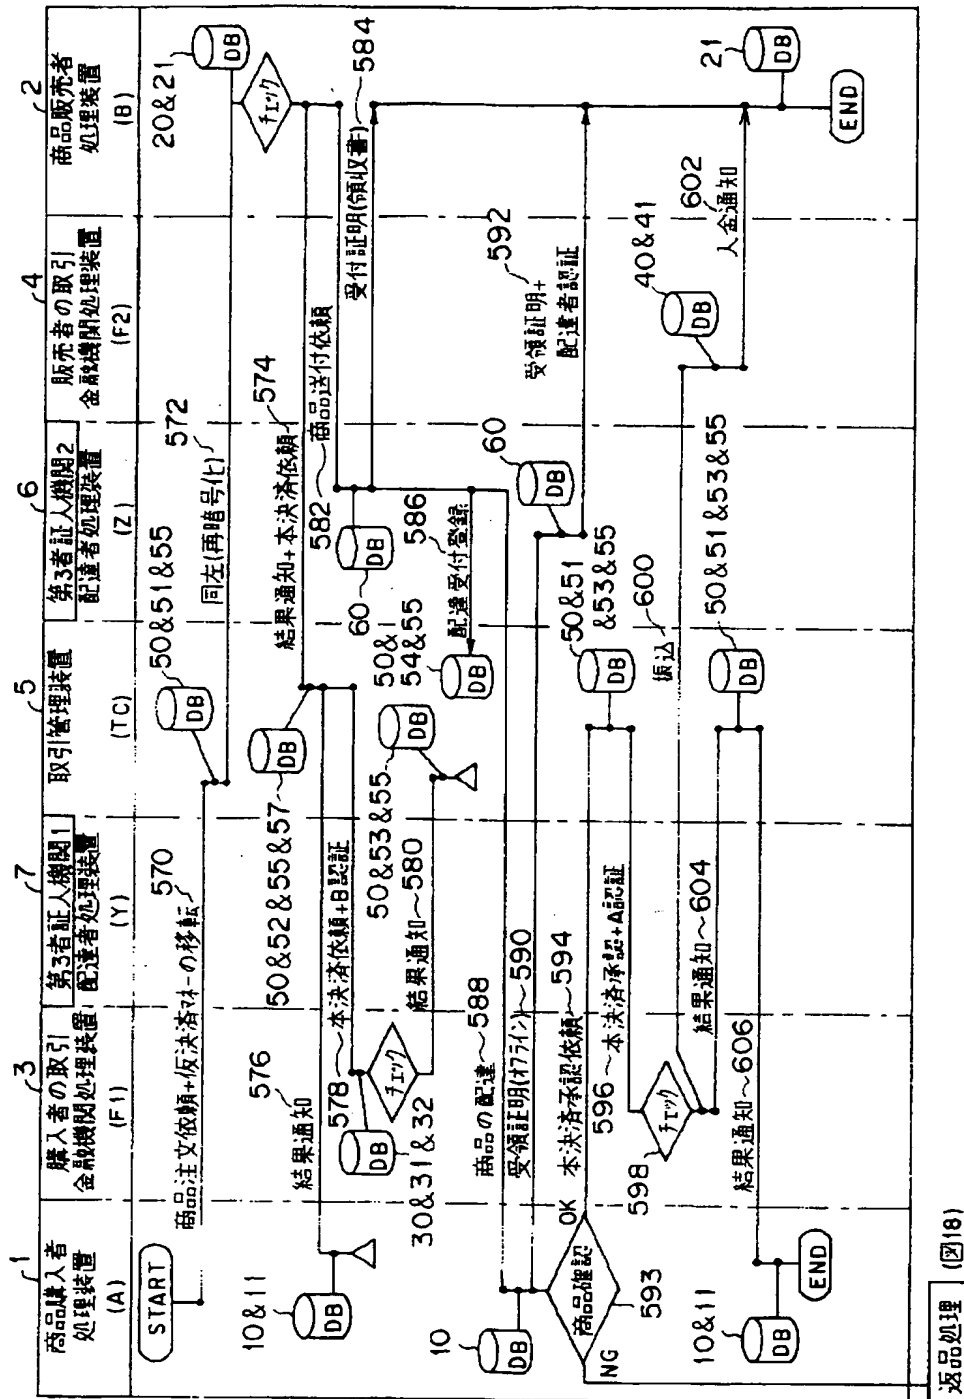 1
商品購入者
処理装置
(A)
3
購入者の取引
金融機関処理装置
(F1)
7
第3者証人機関1
配達者処理装置
(Y)
5
取引管理装置
(TC)
6
第3者証人機関2
配達者処理装置
(Z)
4
販売者の取引
金融機関処理装置
(F2)
2
商品販売者
処理装置
(B)
START
商品注文依頼+仮決済マネーの移転
570
50&51&55
DB
同左(再暗号化)
572
20&21
DB
チェック
結果通知+本決済依頼
574
50&52&55&57
DB
結果通知
576
10&11
DB
578~本決済依頼+B認証
チェック
DB
30&31&32
結果通知~580
50&53&55
DB
582
商品送付依頼
60
DB
受付証明(領収書)
584
586
配達受付登録
50&
54&55
DB
商品の配達~588
10
DB
受領証明(オフライン)~590
60
DB
592
受領証明+
配達者認証
商品確認
593
OK
NG
本決済承認依頼~594
50&51
&53&55
DB
596~本決済承認+A認証
チェック
598
振込
600
40&41
DB
入金通知
602
結果通知~604
50&51&53&55
DB
結果通知~606
10&11
DB
END
21
DB
END
返品処理
(図18)